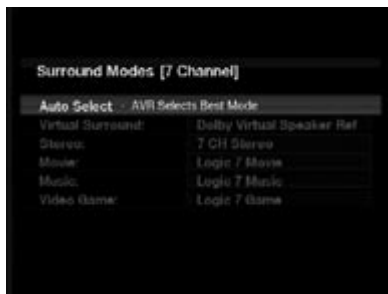 Surround Modes [7 Channel]
Auto Select - AVR Selects Best Mode
Virtual Surround: Dolby Virtual Speaker Ref
Stereo: 7 CH Stereo
Movie: Logic 7 Movie
Music: Logic 7 Music
Video Game: Logic 7 Game